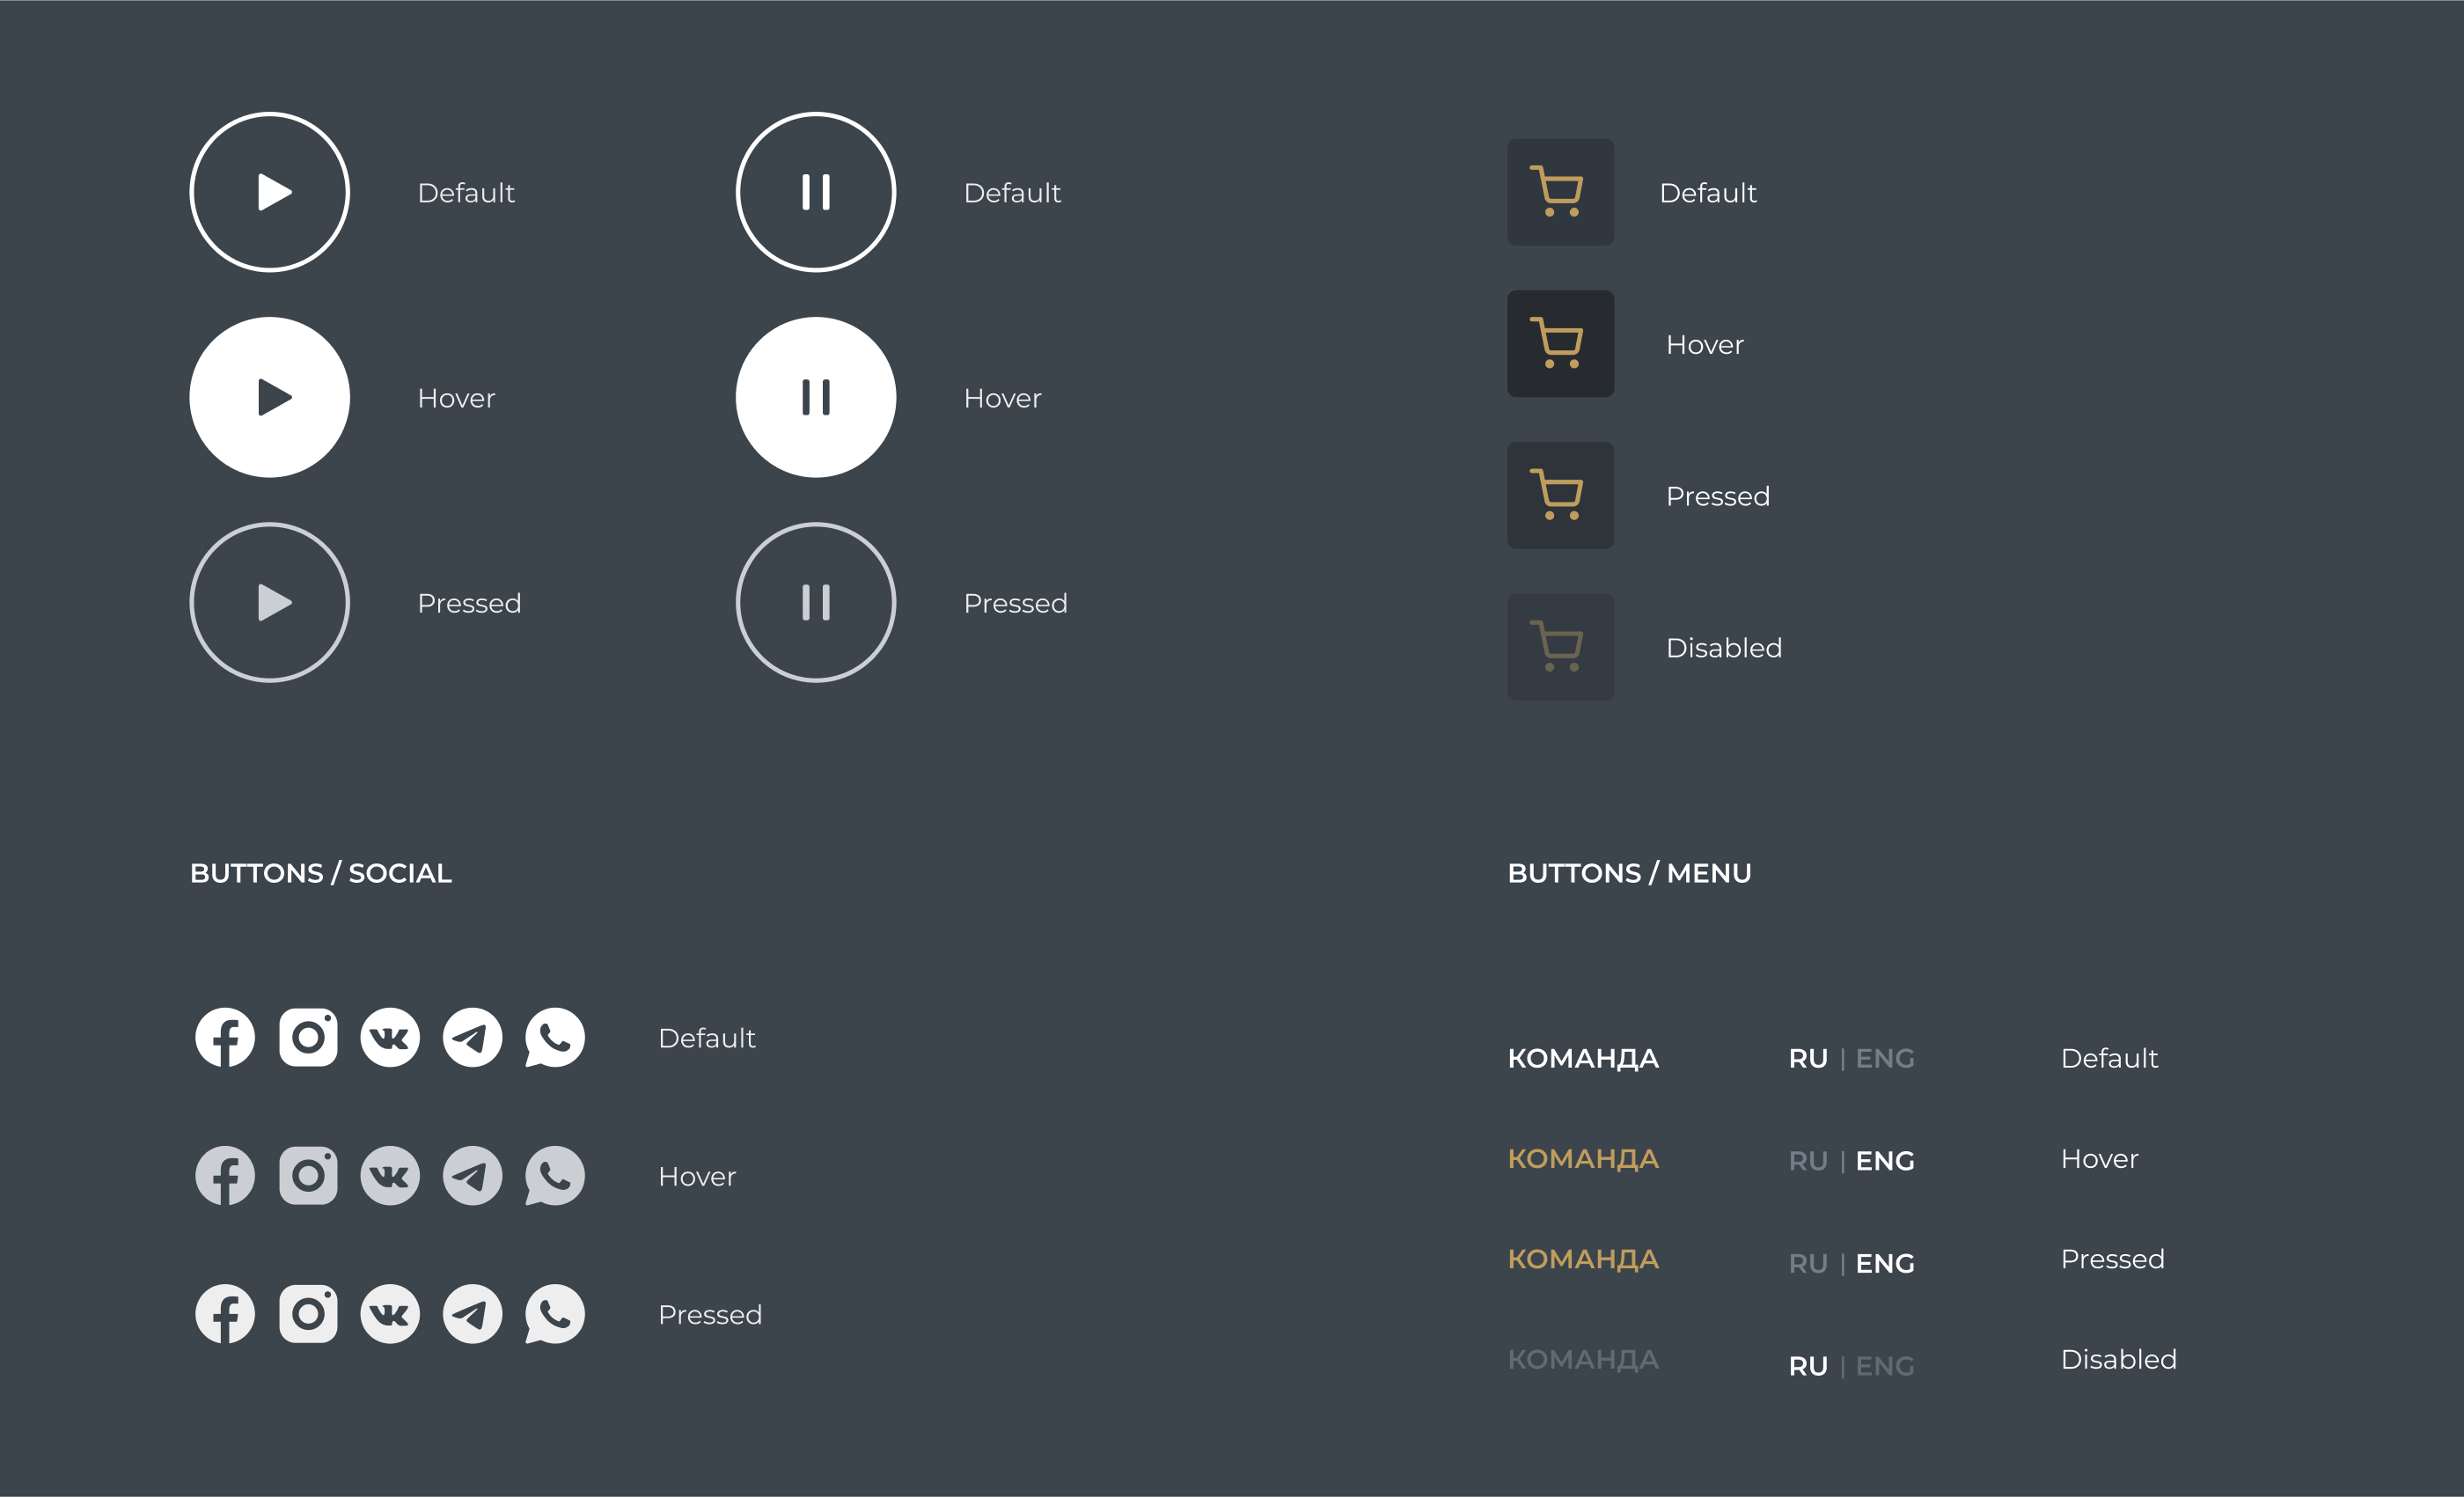 Default
Default
Default
Hover
Hover
Hover
Pressed
Pressed
Pressed
Disabled
BUTTONS / SOCIAL
BUTTONS / MENU
Default
Hover
Pressed
КОМАНДА
RU | ENG
Default
КОМАНДА
RU | ENG
Hover
КОМАНДА
RU | ENG
Pressed
КОМАНДА
RU | ENG
Disabled